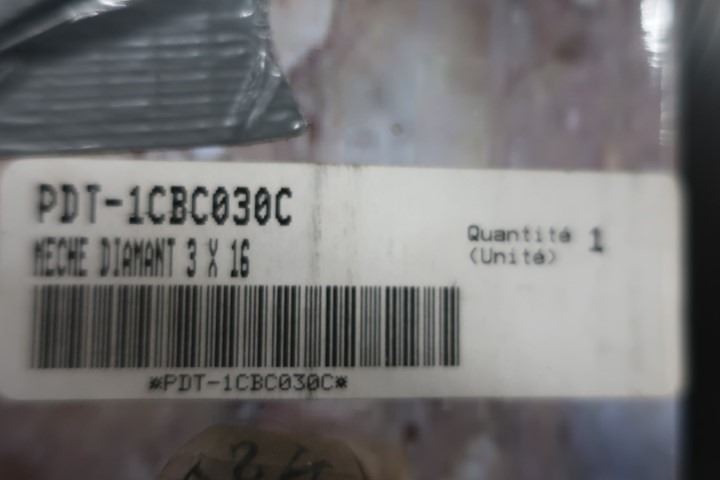 PDT-1CBC030C
MECHE DIAMANT 3 X 16
Quantité 1
(Unité)
*PDT-1CBC030C*